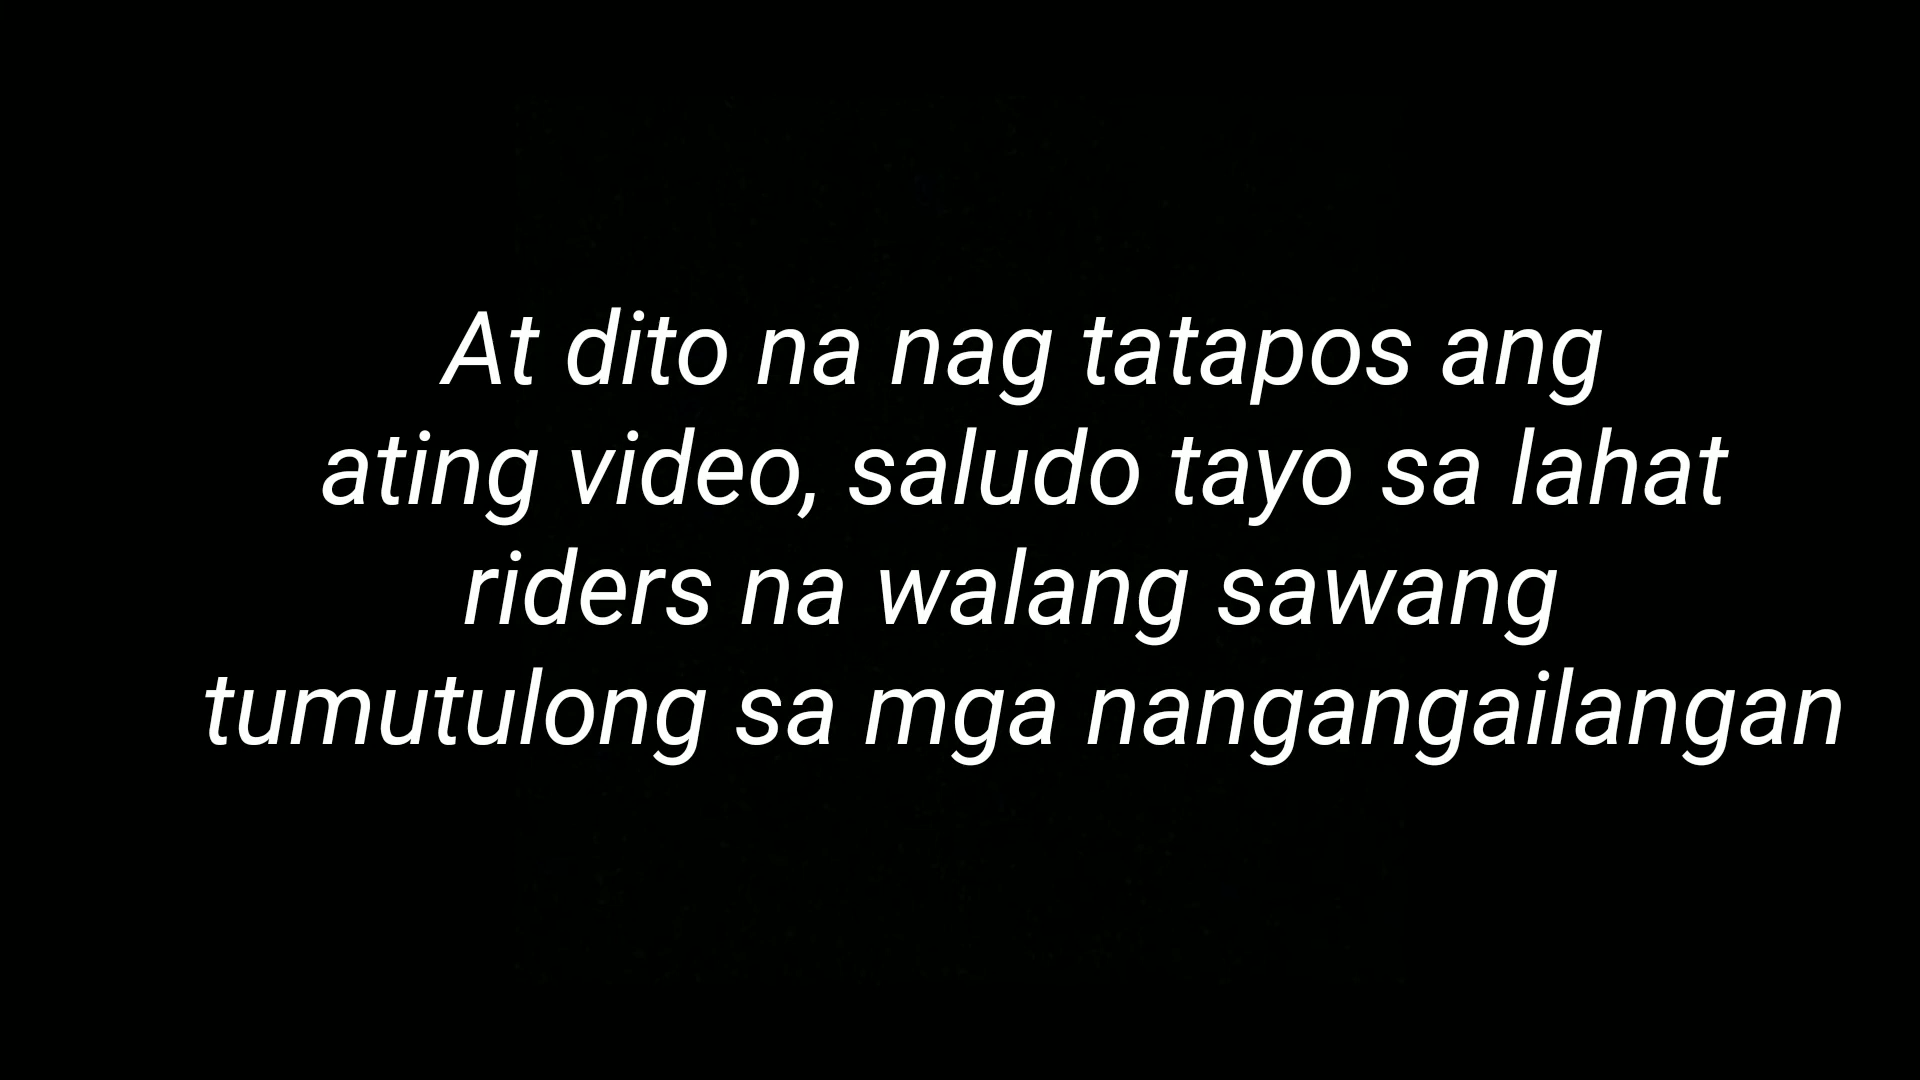 At dito na nag tatapos ang
ating video, saludo tayo sa lahat
riders na walang sawang
tumutulong sa mga nangangailangan